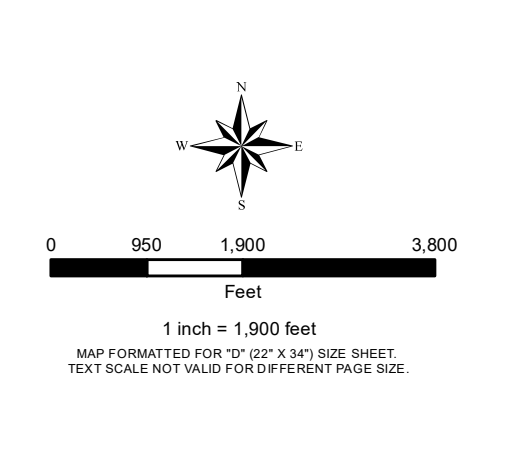 N
W E
S
0 950 1,900 3,800
Feet
1 inch = 1,900 feet
MAP FORMATTED FOR "D" (22" X 34") SIZE SHEET.
TEXT SCALE NOT VALID FOR DIFFERENT PAGE SIZE.